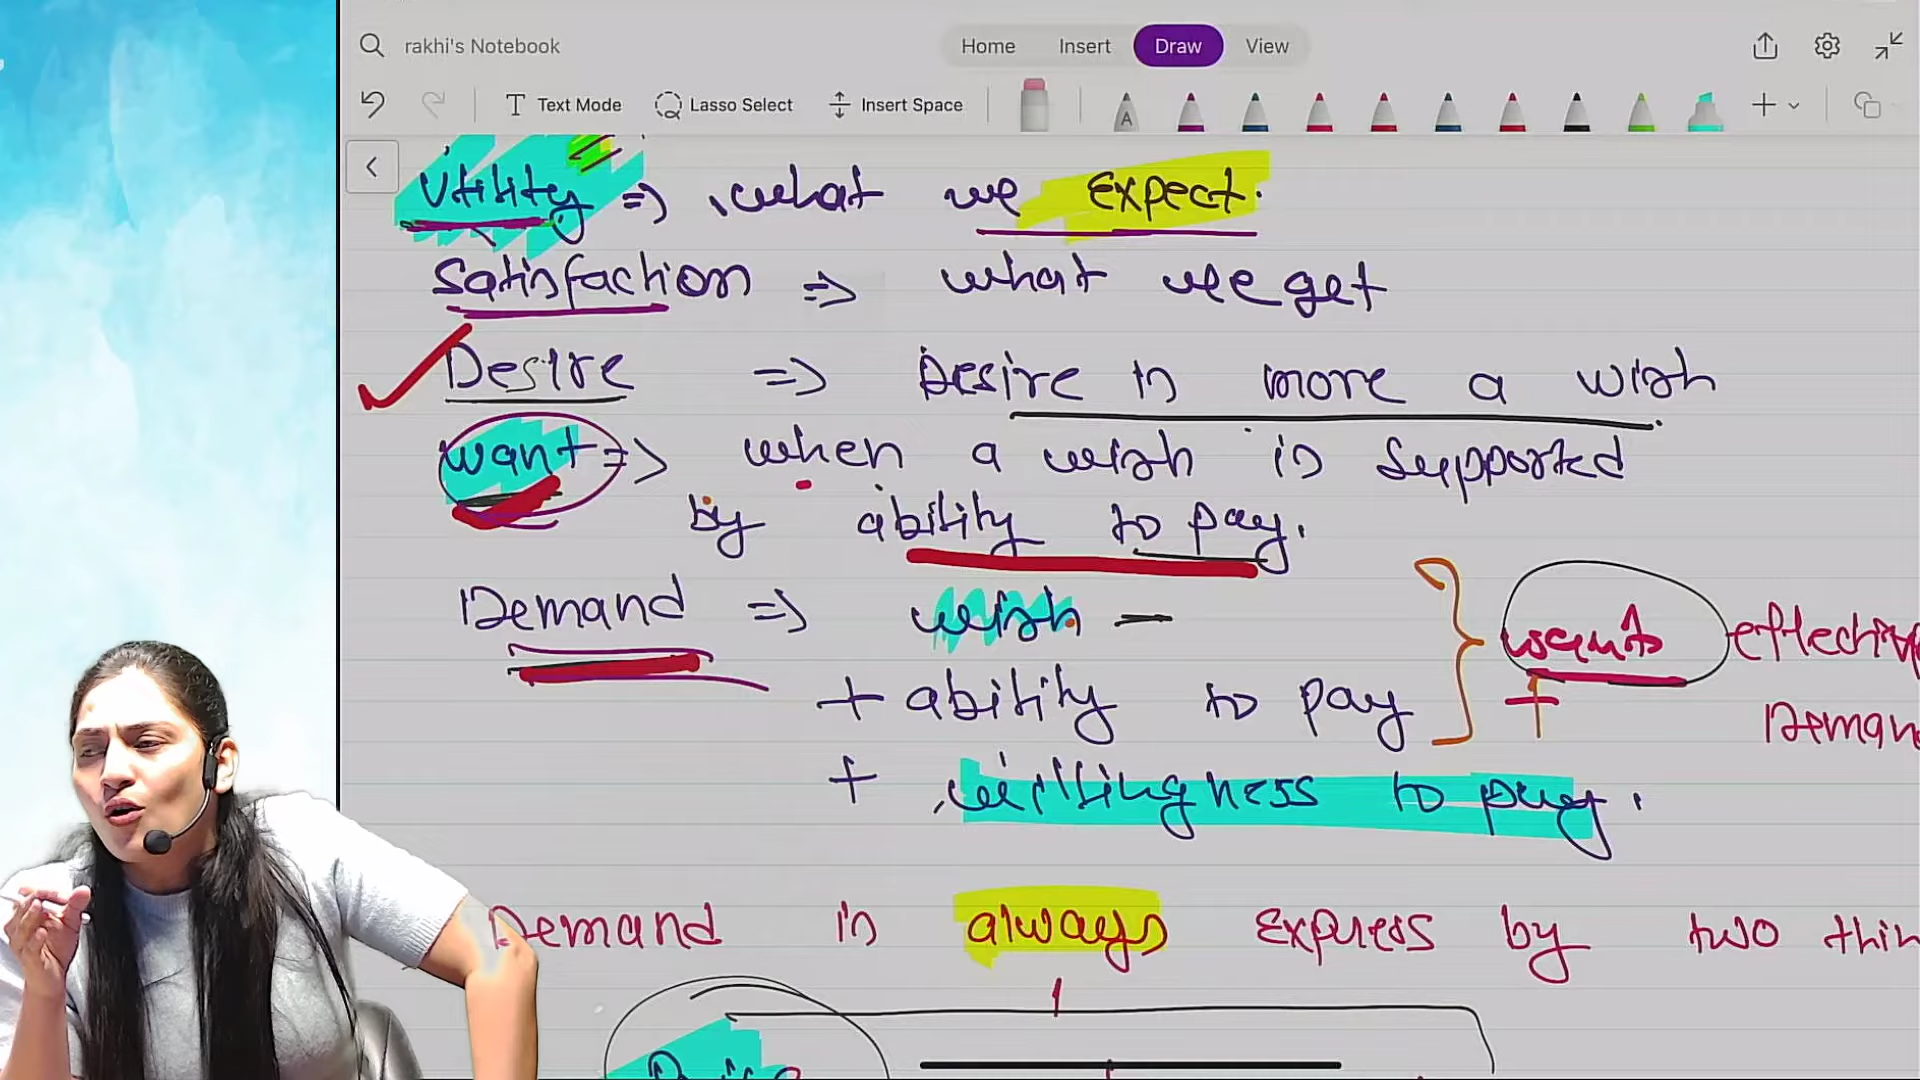 rakhi's Notebook
Home Insert Draw View
Text Mode Lasso Select Insert Space
A
Utility => what we Expect.
Satisfaction => what we get
Desire => Desire is more a wish
want => when a wish is supported
by ability to pay.
Demand => wish -
+ ability to pay
+ willingness to pay.
wants effective
+ Deman
Demand is always Express by two thin